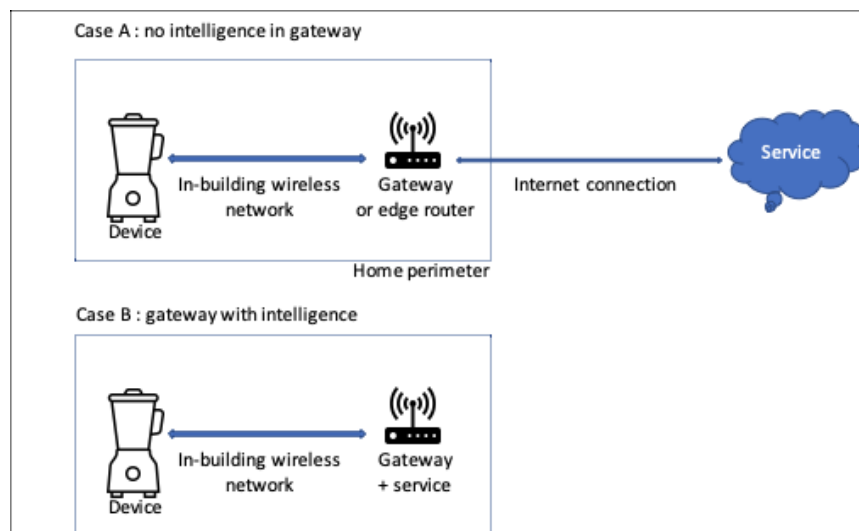 Case A : no intelligence in gateway
Service
In-building wireless
network
Gateway
or edge router
Internet connection
Device
Home perimeter
Case B : gateway with intelligence
In-building wireless
network
Gateway
+ service
Device